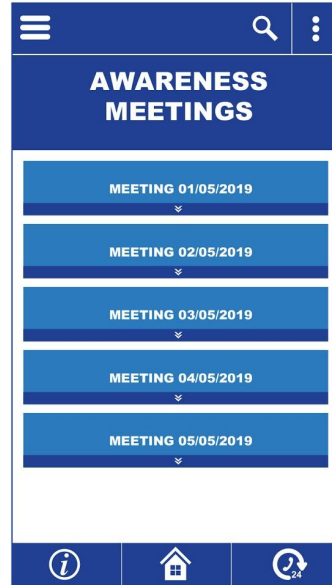 AWARENESS
MEETINGS
MEETING 01/05/2019
MEETING 02/05/2019
MEETING 03/05/2019
MEETING 04/05/2019
MEETING 05/05/2019
i
24